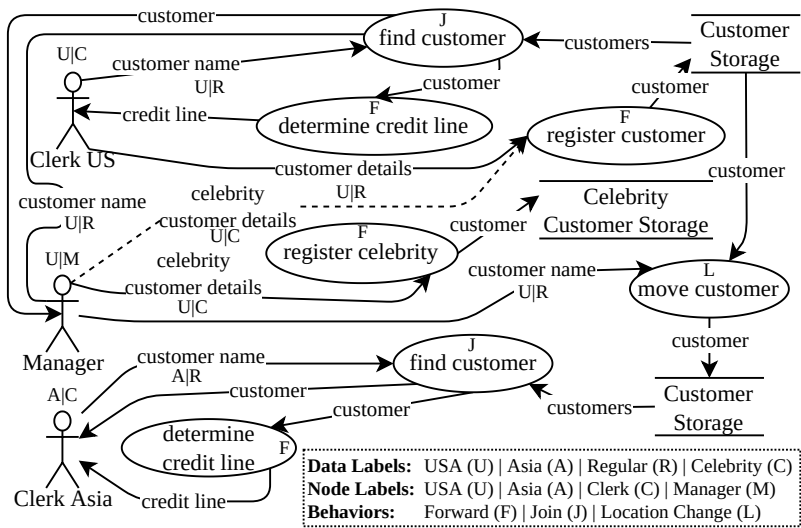 customer
J
find customer
customers
Customer
Storage
U|C
customer name
U|R
customer
customer
credit line
F
determine credit line
F
register customer
Clerk US
customer details
U|R
customer
customer name
U|R
celebrity
customer details
U|C
Celebrity
Customer Storage
F
register celebrity
customer
U|M
celebrity
customer details
U|C
customer name
U|R
L
move customer
Manager
customer
customer name
A|R
J
find customer
A|C
customer
customer
customers
Customer
Storage
determine
credit line
F
Clerk Asia
credit line
Data Labels: USA (U) | Asia (A) | Regular (R) | Celebrity (C)
Node Labels: USA (U) | Asia (A) | Clerk (C) | Manager (M)
Behaviors: Forward (F) | Join (J) | Location Change (L)